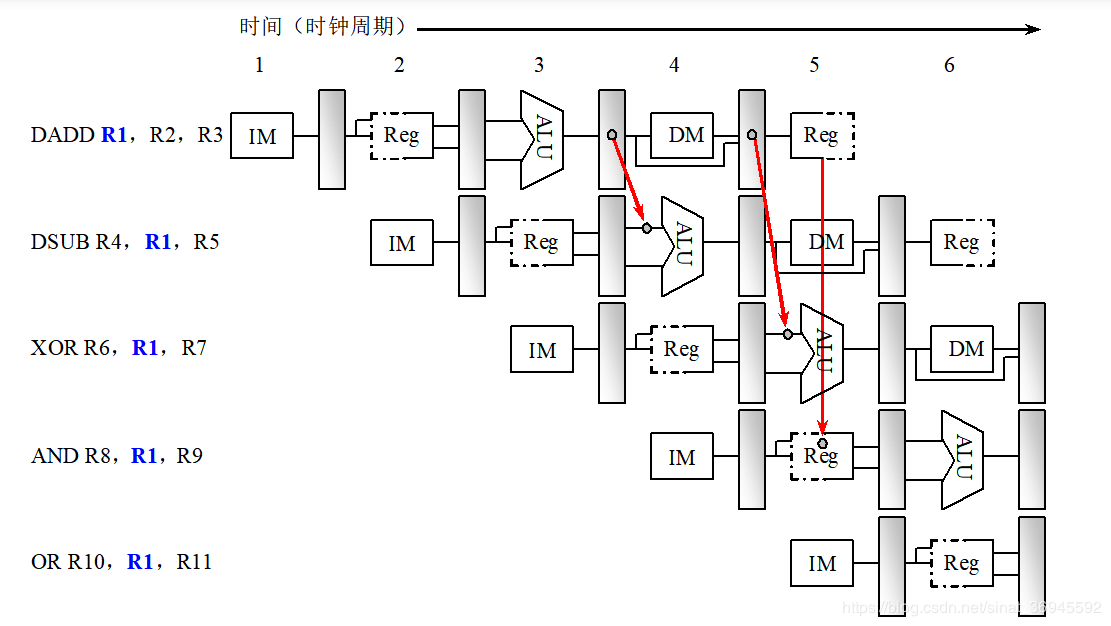 时间（时钟周期）
1 2 3 4 5 6
DADD R1，R2，R3 IM Reg ALU DM Reg
DSUB R4，R1，R5 IM Reg ALU DM Reg
XOR R6，R1，R7 IM Reg ALU DM
AND R8，R1，R9 IM Reg ALU
OR R10，R1，R11 IM Reg
https://blog.csdn.net/sinat_36945592